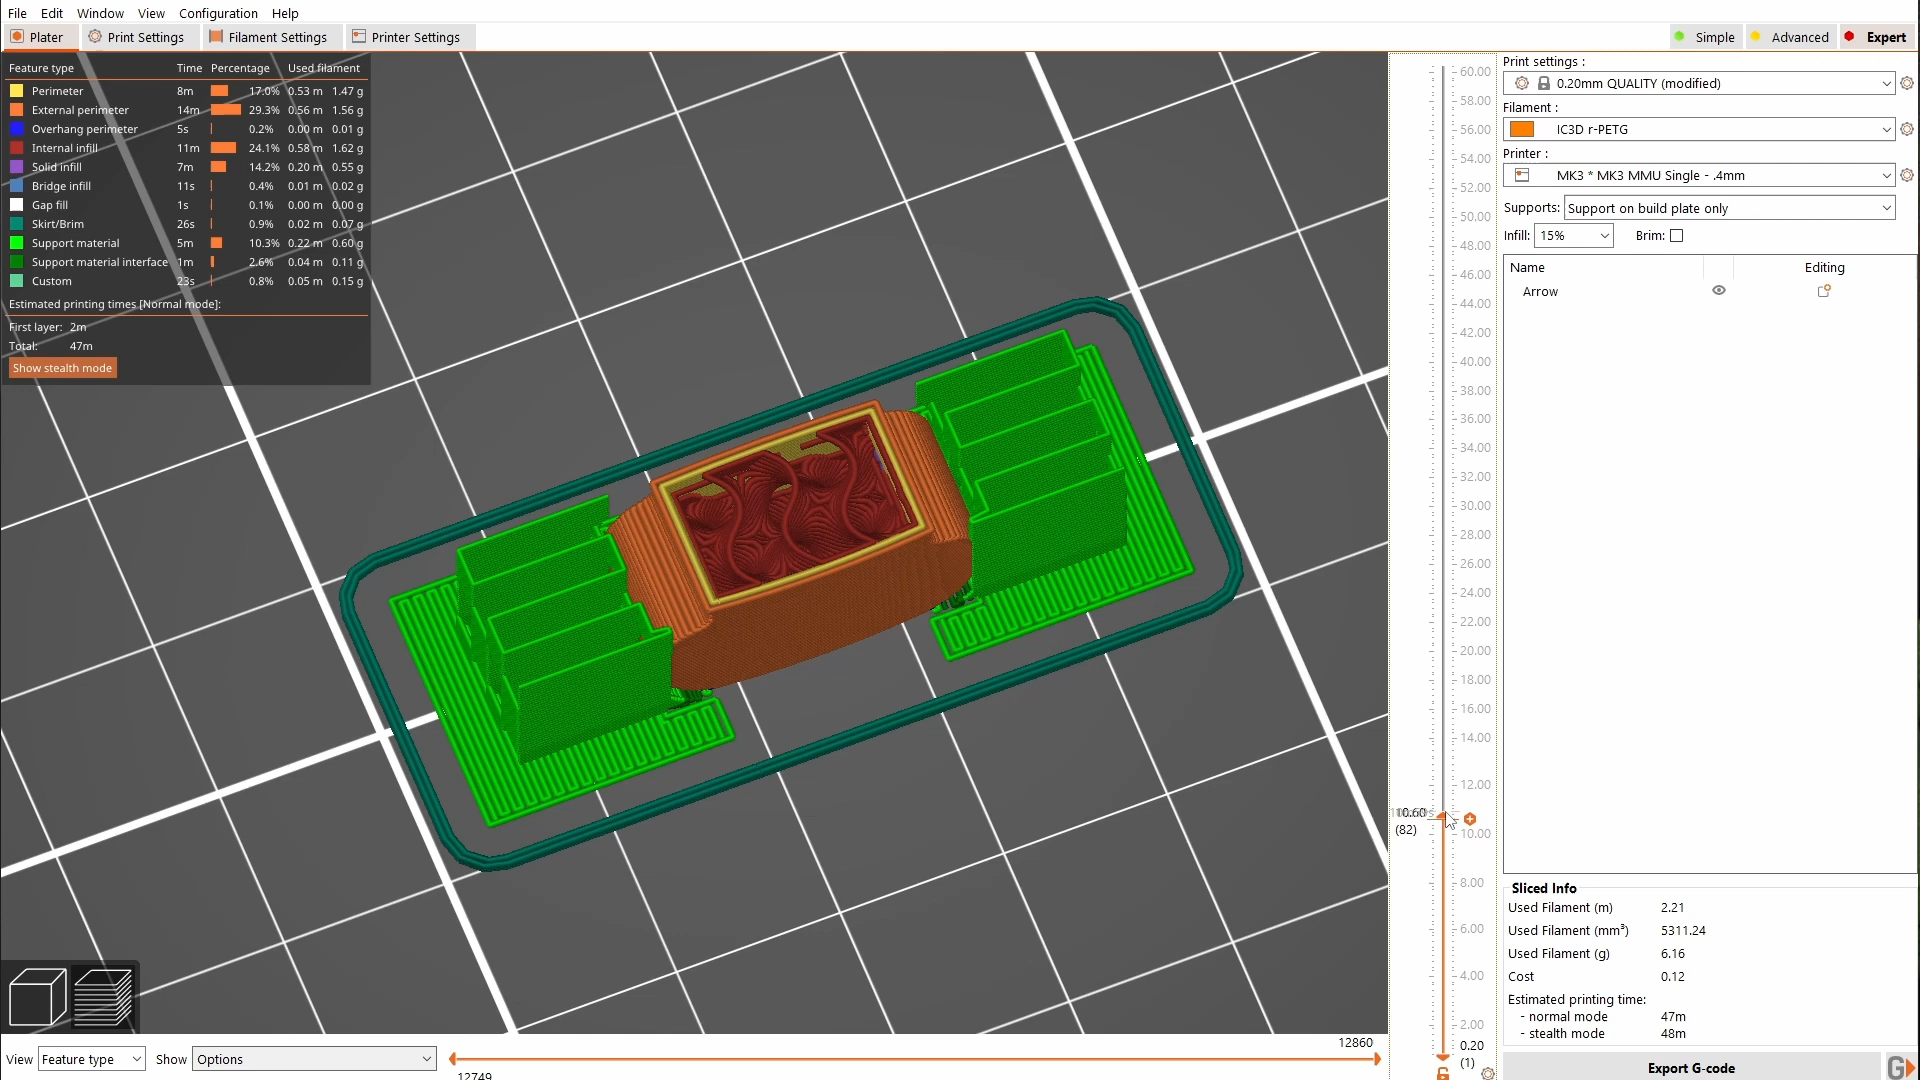 File Edit Window View Configuration Help
Plater Print Settings Filament Settings Printer Settings Simple Advanced Expert
Feature type Time Percentage Used filament
Perimeter 8m 17.0% 0.53 m 1.47 g
External perimeter 14m 29.3% 0.56 m 1.56 g
Overhang perimeter 5s 0.2% 0.00 m 0.01 g
Internal infill 11m 24.1% 0.58 m 1.62 g
Solid infill 7m 14.2% 0.20 m 0.55 g
Bridge infill 11s 0.4% 0.01 m 0.02 g
Gap fill 1s 0.1% 0.00 m 0.00 g
Skirt/Brim 26s 0.9% 0.02 m 0.07 g
Support material 5m 10.3% 0.22 m 0.60 g
Support material interface 1m 2.6% 0.04 m 0.11 g
Custom 23s 0.8% 0.05 m 0.15 g
Estimated printing times [Normal mode]:
First layer: 2m
Total: 47m
Show stealth mode
60.00
58.00
56.00
54.00
52.00
50.00
48.00
46.00
44.00
42.00
40.00
38.00
36.00
34.00
32.00
30.00
28.00
26.00
24.00
22.00
20.00
18.00
16.00
14.00
12.00
(82)
10.00
8.00
6.00
4.00
2.00
0.20
(1)
Print settings :
0.20mm QUALITY (modified)
Filament :
IC3D r-PETG
Printer :
MK3 * MK3 MMU Single - .4mm
Supports: Support on build plate only
Infill: 15% Brim:
Name Editing
Arrow
Sliced Info
Used Filament (m) 2.21
Used Filament (mm³) 5311.24
Used Filament (g) 6.16
Cost 0.12
Estimated printing time:
- normal mode 47m
- stealth mode 48m
Export G-code
G
View Feature type Show Options
12860
12749